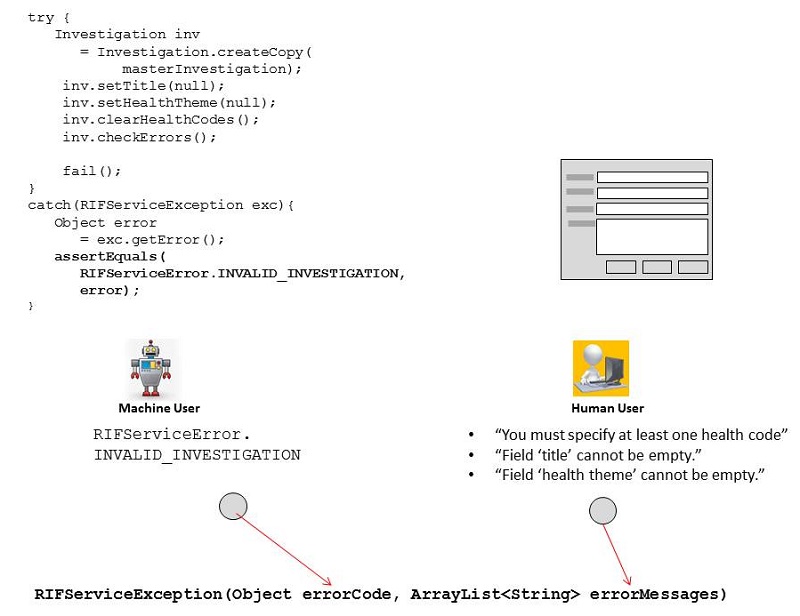 try {
Investigation inv
= Investigation.createCopy(
masterInvestigation);
inv.setTitle(null);
inv.setHealthTheme(null);
inv.clearHealthCodes();
inv.checkErrors();
fail();
}
catch(RIFServiceException exc){
Object error
= exc.getError();
assertEquals(
RIFServiceError.INVALID_INVESTIGATION,
error);
}
Machine User
RIFServiceError.
INVALID_INVESTIGATION
Human User
• “You must specify at least one health code”
• “Field ‘title’ cannot be empty.”
• “Field ‘health theme’ cannot be empty.”
RIFServiceException(Object errorCode, ArrayList<String> errorMessages)